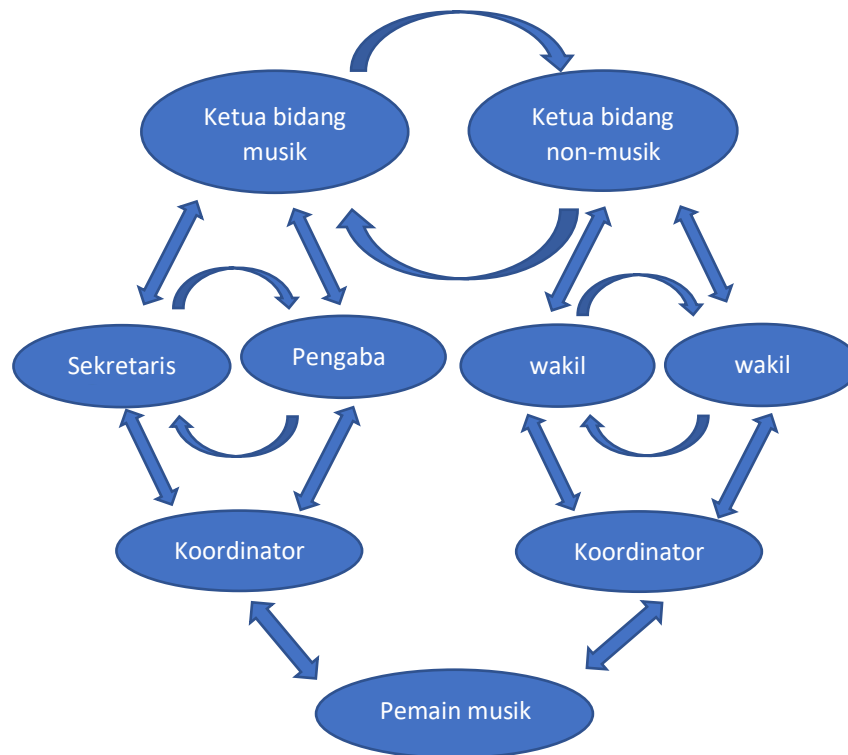 Ketua bidang
musik
Ketua bidang
non-musik
Sekretaris
Pengaba
wakil
wakil
Koordinator
Koordinator
Pemain musik